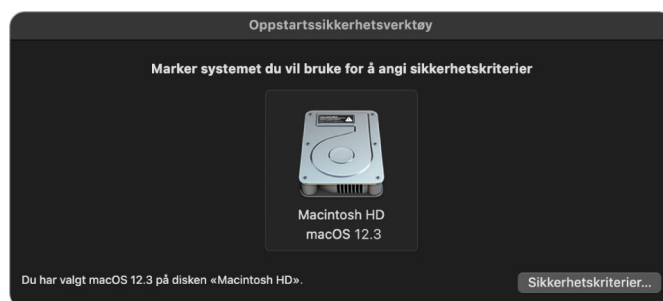 Oppstartssikkerhetsverktøy
Marker systemet du vil bruke for å angi sikkerhetskriterier
Macintosh HD
macOS 12.3
Du har valgt macOS 12.3 på disken «Macintosh HD».
Sikkerhetskriterier...